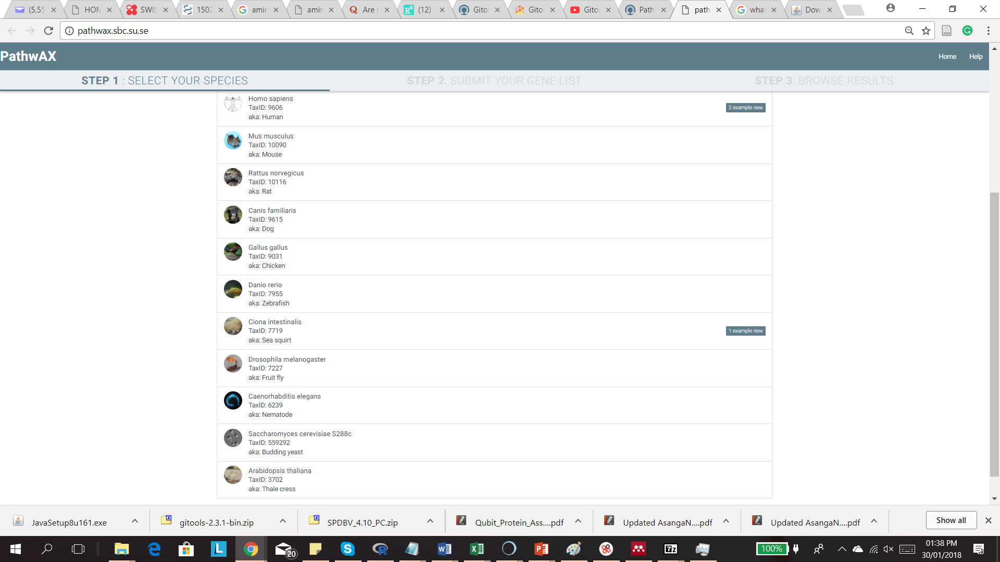 (5,55
HON
SWIS
1502
amin
amin
Are
(12)
Gito
Gito
Gito
Path
path
what
Dow
pathwax.sbc.su.se
PathwAX
Home
Help
STEP 1 : SELECT YOUR SPECIES
STEP 2: SUBMIT YOUR GENE LIST
STEP 3: BROWSE RESULTS
Homo sapiens
TaxID: 9606
aka: Human
2 example new
Mus musculus
TaxID: 10090
aka: Mouse
Rattus norvegicus
TaxID: 10116
aka: Rat
Canis familiaris
TaxID: 9615
aka: Dog
Gallus gallus
TaxID: 9031
aka: Chicken
Danio rerio
TaxID: 7955
aka: Zebrafish
Ciona intestinalis
TaxID: 7719
aka: Sea squirt
1 example new
Drosophila melanogaster
TaxID: 7227
aka: Fruit fly
Caenorhabditis elegans
TaxID: 6239
aka: Nematode
Saccharomyces cerevisiae S288c
TaxID: 559292
aka: Budding yeast
Arabidopsis thaliana
TaxID: 3702
aka: Thale cress
JavaSetup8u161.exe
gitools-2.3.1-bin.zip
SPDBV_4.10_PC.zip
Qubit_Protein_Ass....pdf
Updated AsangaN....pdf
Updated AsangaN....pdf
Show all
20
100%
01:38 PM
30/01/2018